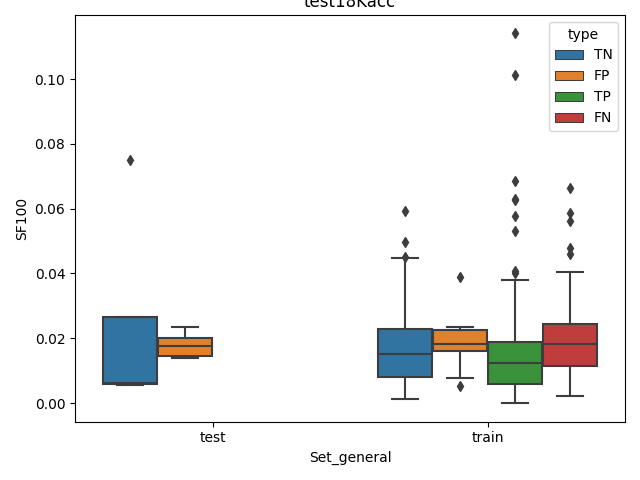 test18Kacc
type
TN
FP
TP
FN
0.10
0.08
0.06
0.04
0.02
0.00
SF100
test train
Set_general